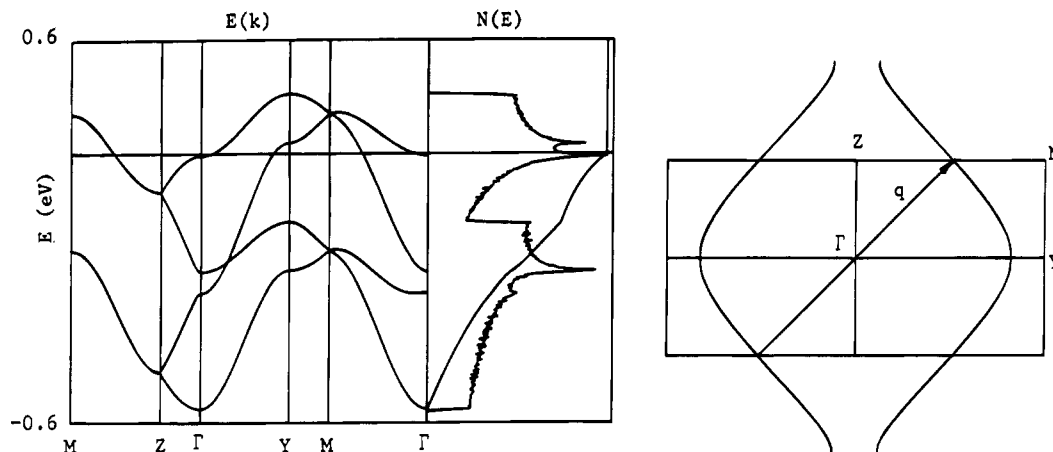 E(k) N(E)
0.6
E (eV)
-0.6
M Z Γ Y M Γ
Z
q
Γ